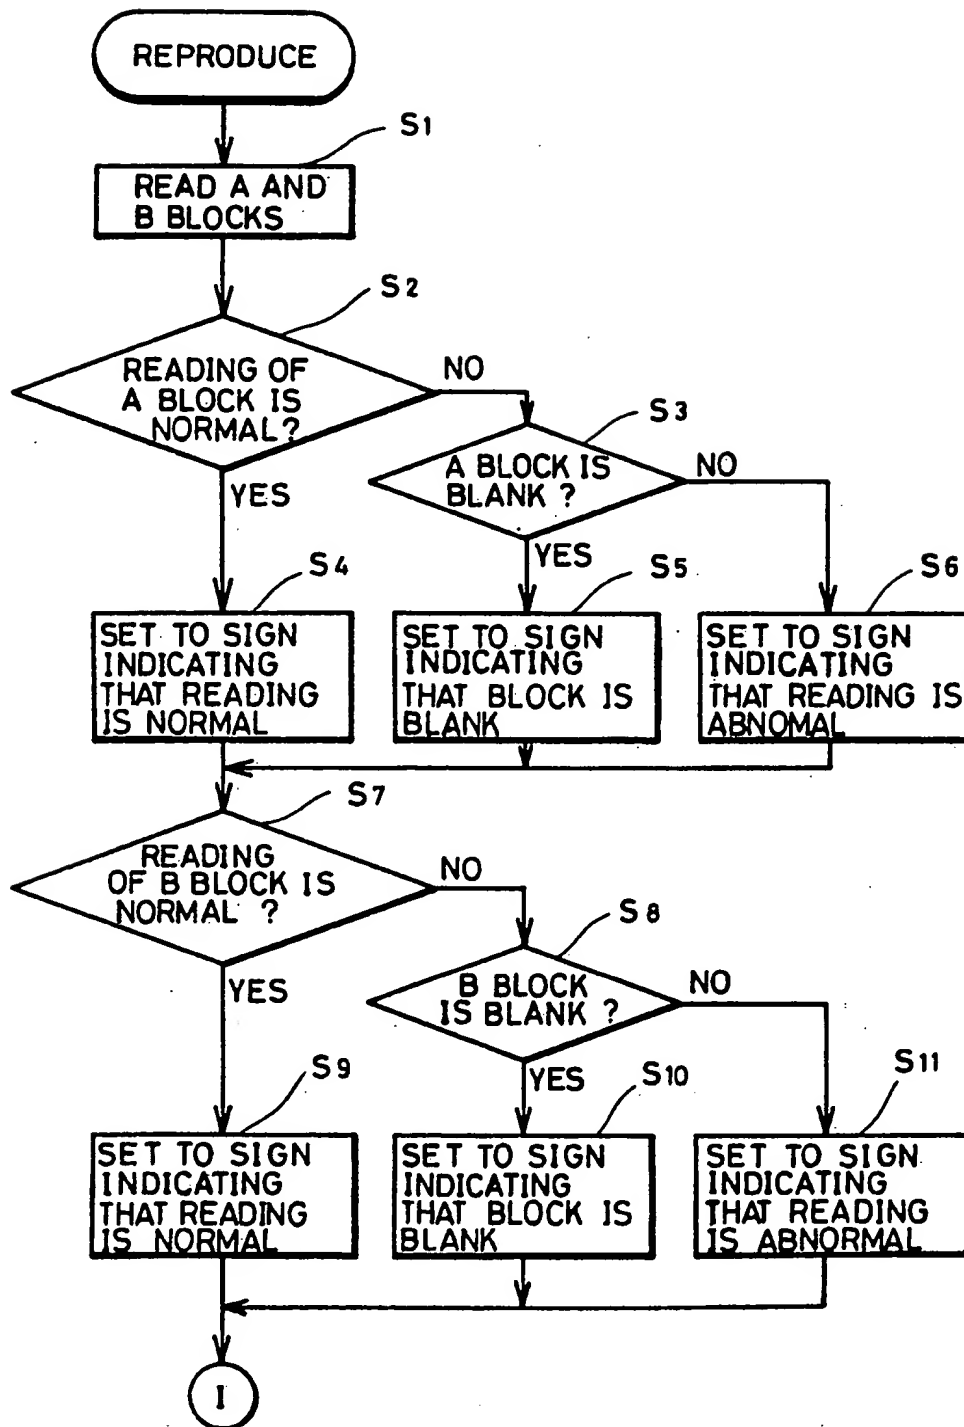 REPRODUCE
S1
READ A AND
B BLOCKS
S2
READING OF
A BLOCK IS
NORMAL?
NO
YES
S3
A BLOCK IS
BLANK ?
NO
YES
S4
SET TO SIGN
INDICATING
THAT READING
IS NORMAL
S5
SET TO SIGN
INDICATING
THAT BLOCK IS
BLANK
S6
SET TO SIGN
INDICATING
THAT READING IS
ABNOMAL
S7
READING
OF B BLOCK IS
NORMAL ?
NO
YES
S8
B BLOCK
IS BLANK ?
NO
YES
S9
SET TO SIGN
INDICATING
THAT READING
IS NORMAL
S10
SET TO SIGN
INDICATING
THAT BLOCK IS
BLANK
S11
SET TO SIGN
INDICATING
THAT READING
IS ABNORMAL
I